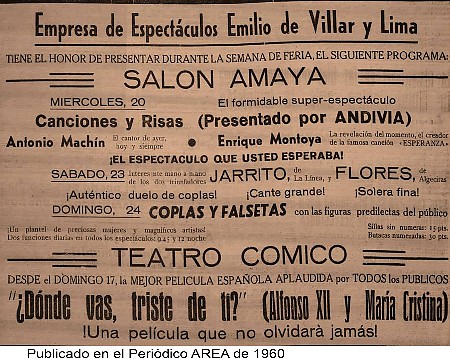 Empresa de Espectáculos Emilio de Villar y Lima
TIENE EL HONOR DE PRESENTAR DURANTE LA SEMANA DE FERIA, EL SIGUIENTE PROGRAMA:
SALON AMAYA
MIERCOLES, 20 El formidable super-espectáculo
Canciones y Risas (Presentado por ANDIVIA)
Antonio Machín El cantor de ayer, hoy y siempre • Enrique Montoya La revelación del momento, el creador de la famosa canción «ESPERANZA»
¡EL ESPECTACULO QUE USTED ESPERABA!
SABADO, 23 Interesante mano a mano de los dos triunfadores JARRITO, de La Línea, y FLORES, de Algeciras
¡Auténtico duelo de coplas! ¡Cante grande! ¡Solera fina!
DOMINGO, 24 COPLAS Y FALSETAS con las figuras predilectas del público
¡Un plantel de preciosas mujeres y magníficos artistas! Sillas sin numerar: 15 pts.
Dos funciones diarias en todos los espectáculos: 9,45 y 12 noche Butacas numeradas: 30 pts.
TEATRO COMICO
DESDE EL DOMINGO 17, la MEJOR PELICULA ESPAÑOLA APLAUDIDA por TODOS los PUBLICOS
"¿Dónde vas, triste de ti?" (Alfonso XII y María Cristina)
¡Una película que no olvidará jamás!
Publicado en el Periódico AREA de 1960